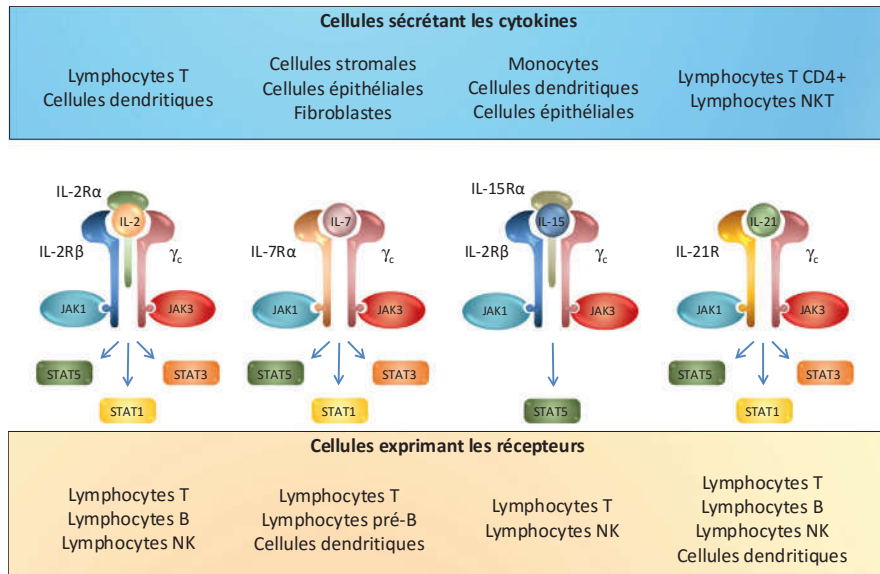 Cellules sécrétant les cytokines
Lymphocytes T
Cellules dendritiques
Cellules stromales
Cellules épithéliales
Fibroblastes
Monocytes
Cellules dendritiques
Cellules épithéliales
Lymphocytes T CD4+
Lymphocytes NKT
IL-2Rα
IL-2
IL-2Rβ
γc
JAK1
JAK3
STAT5
STAT3
STAT1
IL-7
IL-7Rα
γc
JAK1
JAK3
STAT5
STAT3
STAT1
IL-15Rα
IL-15
IL-2Rβ
γc
JAK1
JAK3
STAT5
IL-21
IL-21R
γc
JAK1
JAK3
STAT5
STAT3
STAT1
Cellules exprimant les récepteurs
Lymphocytes T
Lymphocytes B
Lymphocytes NK
Lymphocytes T
Lymphocytes pré-B
Cellules dendritiques
Lymphocytes T
Lymphocytes NK
Lymphocytes T
Lymphocytes B
Lymphocytes NK
Cellules dendritiques